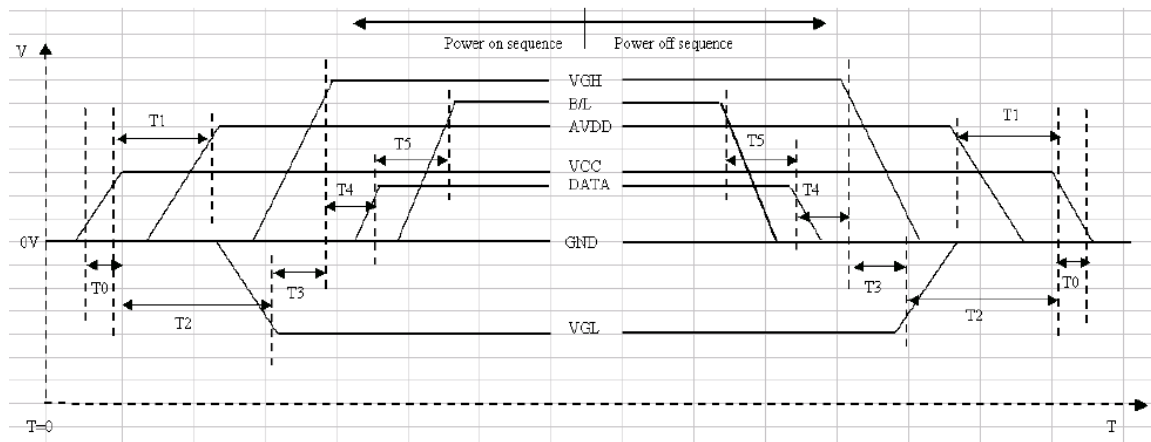 Power on sequence
Power off sequence
V
VGH
B/L
AVDD
T1
T5
T5
T1
VCC
DATA
T4
T4
0V
GND
T0
T3
T3
T0
T2
T2
VGL
T=0
T